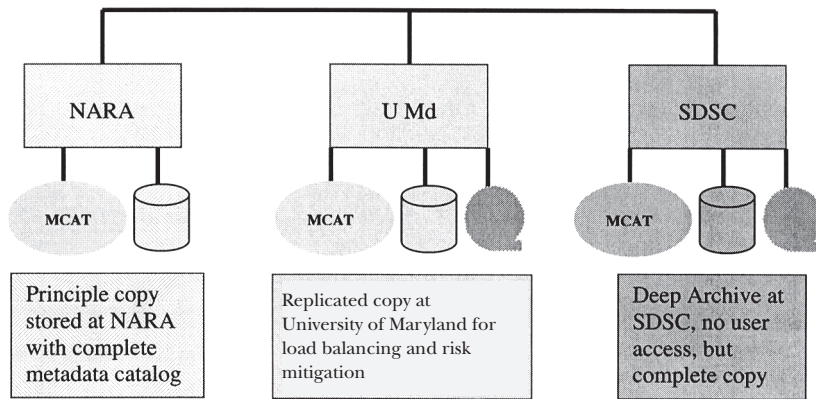 NARA
U Md
SDSC
MCAT
MCAT
MCAT
Principle copy
stored at NARA
with complete
metadata catalog
Replicated copy at
University of Maryland for
load balancing and risk
mitigation
Deep Archive at
SDSC, no user
access, but
complete copy